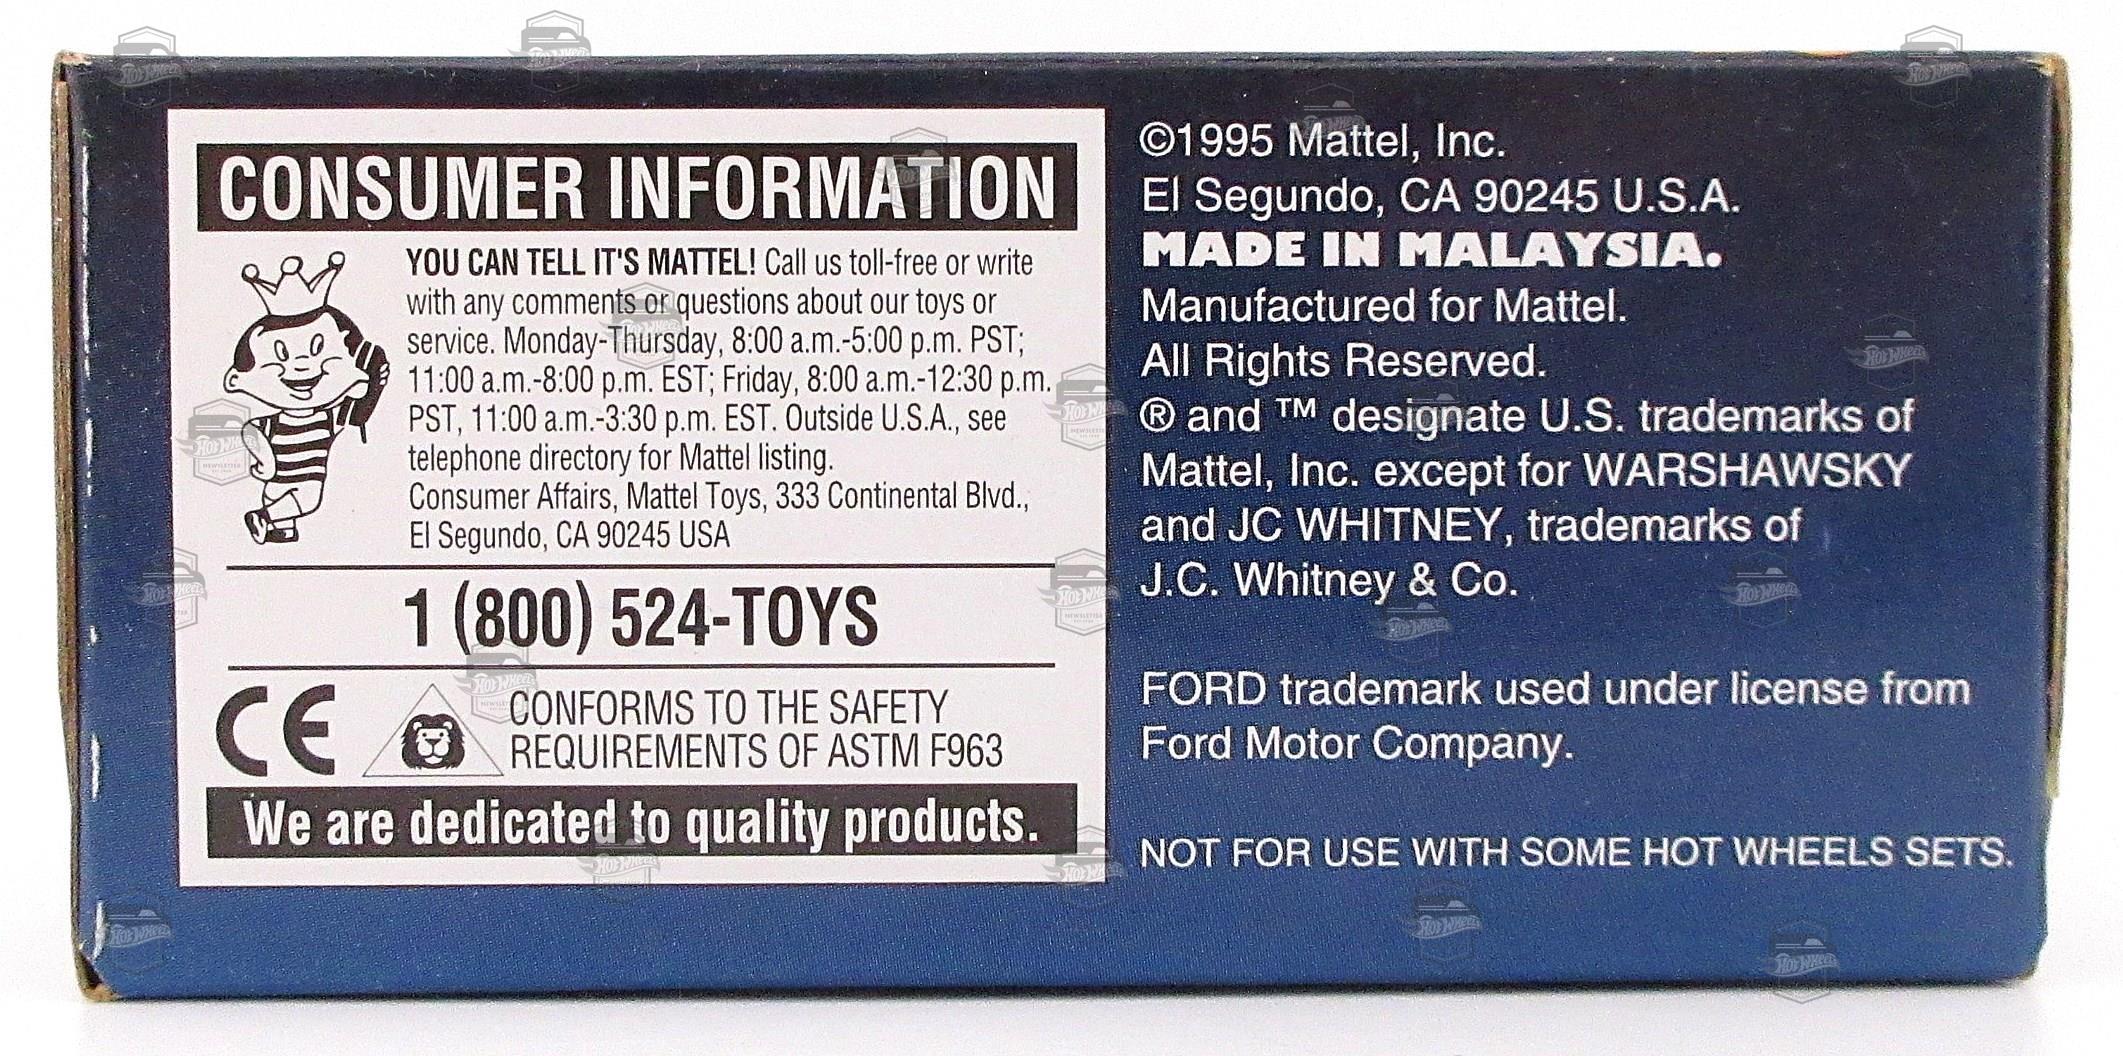 CONSUMER INFORMATION
YOU CAN TELL IT'S MATTEL! Call us toll-free or write
with any comments or questions about our toys or
service. Monday-Thursday, 8:00 a.m.-5:00 p.m. PST;
11:00 a.m.-8:00 p.m. EST; Friday, 8:00 a.m.-12:30 p.m.
PST, 11:00 a.m.-3:30 p.m. EST. Outside U.S.A., see
telephone directory for Mattel listing.
Consumer Affairs, Mattel Toys, 333 Continental Blvd.,
El Segundo, CA 90245 USA
1 (800) 524-TOYS
CE
CONFORMS TO THE SAFETY
REQUIREMENTS OF ASTM F963
We are dedicated to quality products.
©1995 Mattel, Inc.
El Segundo, CA 90245 U.S.A.
MADE IN MALAYSIA.
Manufactured for Mattel.
All Rights Reserved.
® and ™ designate U.S. trademarks of
Mattel, Inc. except for WARSHAWSKY
and JC WHITNEY, trademarks of
J.C. Whitney & Co.
FORD trademark used under license from
Ford Motor Company.
NOT FOR USE WITH SOME HOT WHEELS SETS.
Hot Wheels
NEWSLETTER